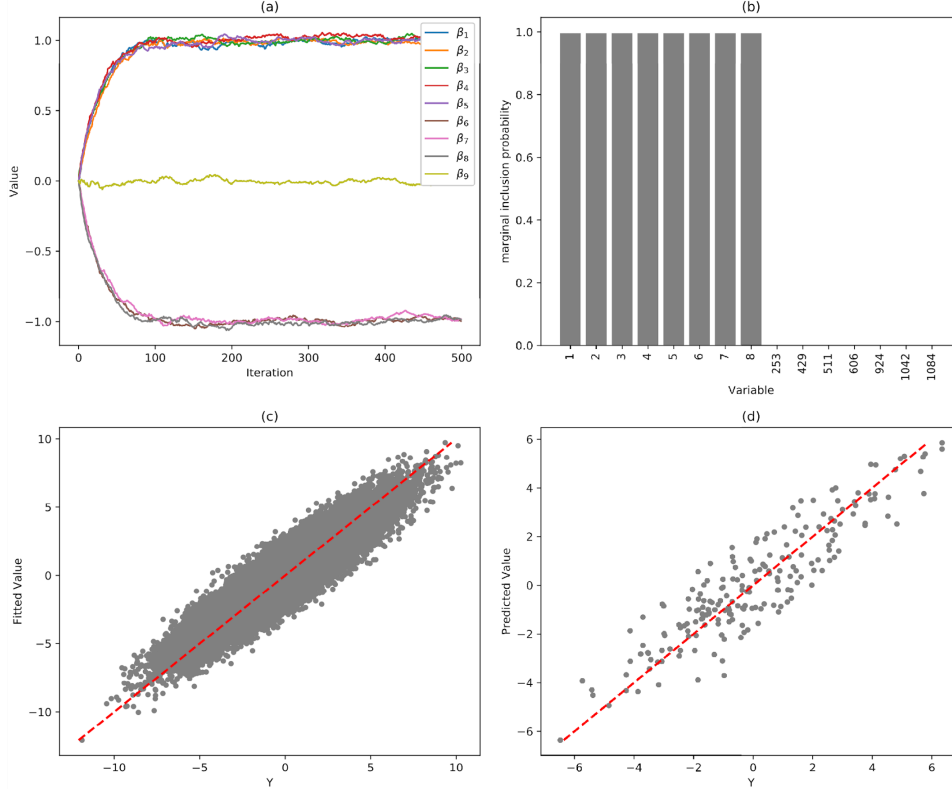 (a)
1.0
0.5
0.0
−0.5
−1.0
Value
0
100
200
300
400
500
Iteration
β1
β2
β3
β4
β5
β6
β7
β8
β9
(b)
1.0
0.8
0.6
0.4
0.2
0.0
marginal inclusion probability
1
2
3
4
5
6
7
8
253
429
511
606
924
1042
1084
Variable
(c)
10
5
0
−5
−10
Fitted Value
−10
−5
0
5
10
Y
(d)
6
4
2
0
−2
−4
−6
Predicted Value
−6
−4
−2
0
2
4
6
Y